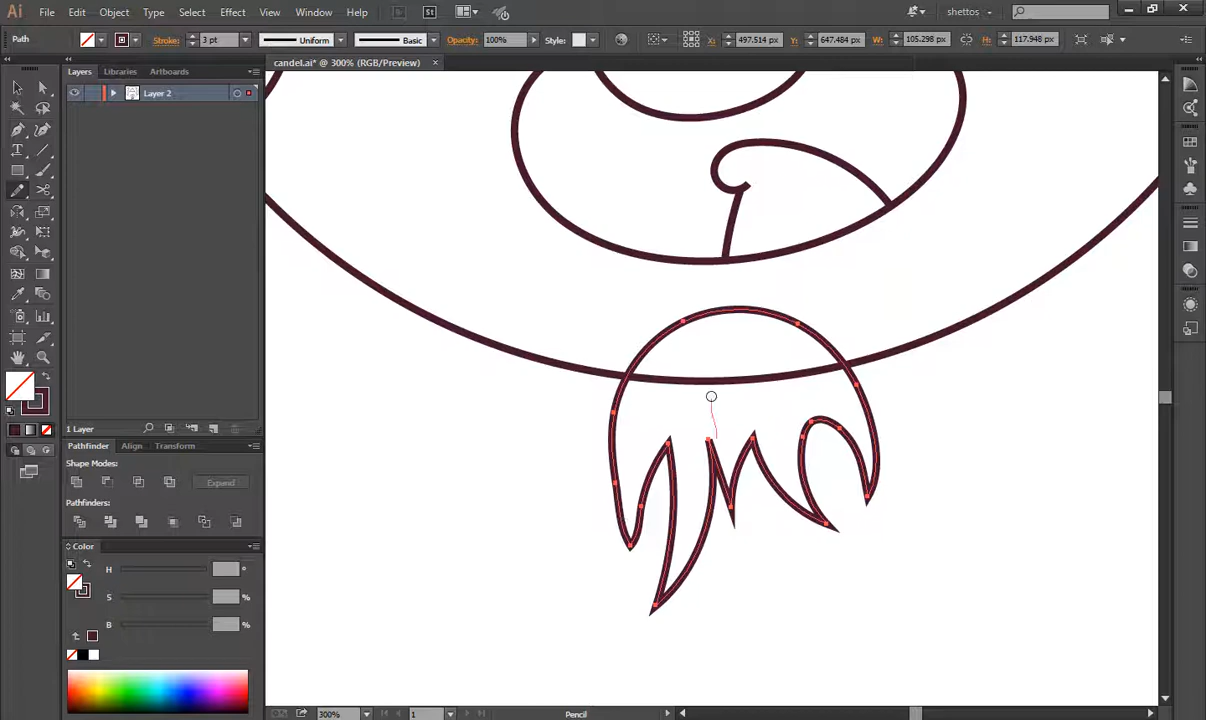 Ai File Edit Object Type Select Effect View Window Help Br St shettos
Path Stroke: 3 pt Uniform Basic Opacity: 100% Style: X: 497.514 px Y: 647.484 px W: 105.298 px H: 117.948 px
candel.ai* @ 300% (RGB/Preview) ×
Layers Libraries Artboards
Layer 2
1 Layer
Pathfinder Align Transform
Shape Modes:
Expand
Pathfinders:
Color
H °
S %
B %
300% 1 Pencil